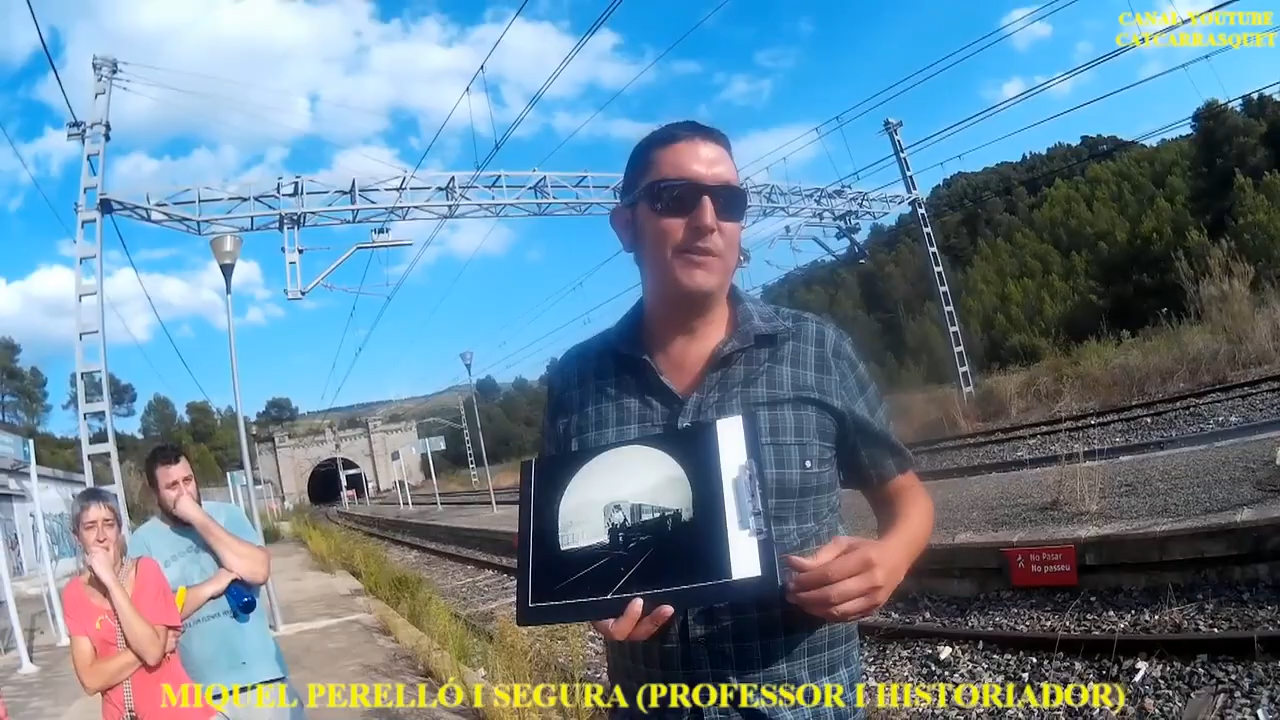 CANAL YOUTUBE
CATCARRASQUET
No Pasar
No passeu
MIQUEL PERELLÓ I SEGURA (PROFESSOR I HISTORIADOR)